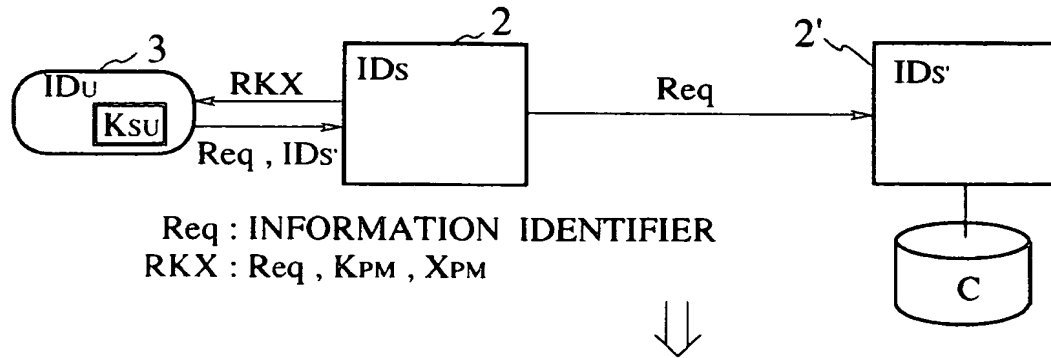 3
2
2'
IDU
KSU
RKX
Req , IDS'
IDS
Req
IDS'
Req : INFORMATION IDENTIFIER
RKX : Req , KPM , XPM
C